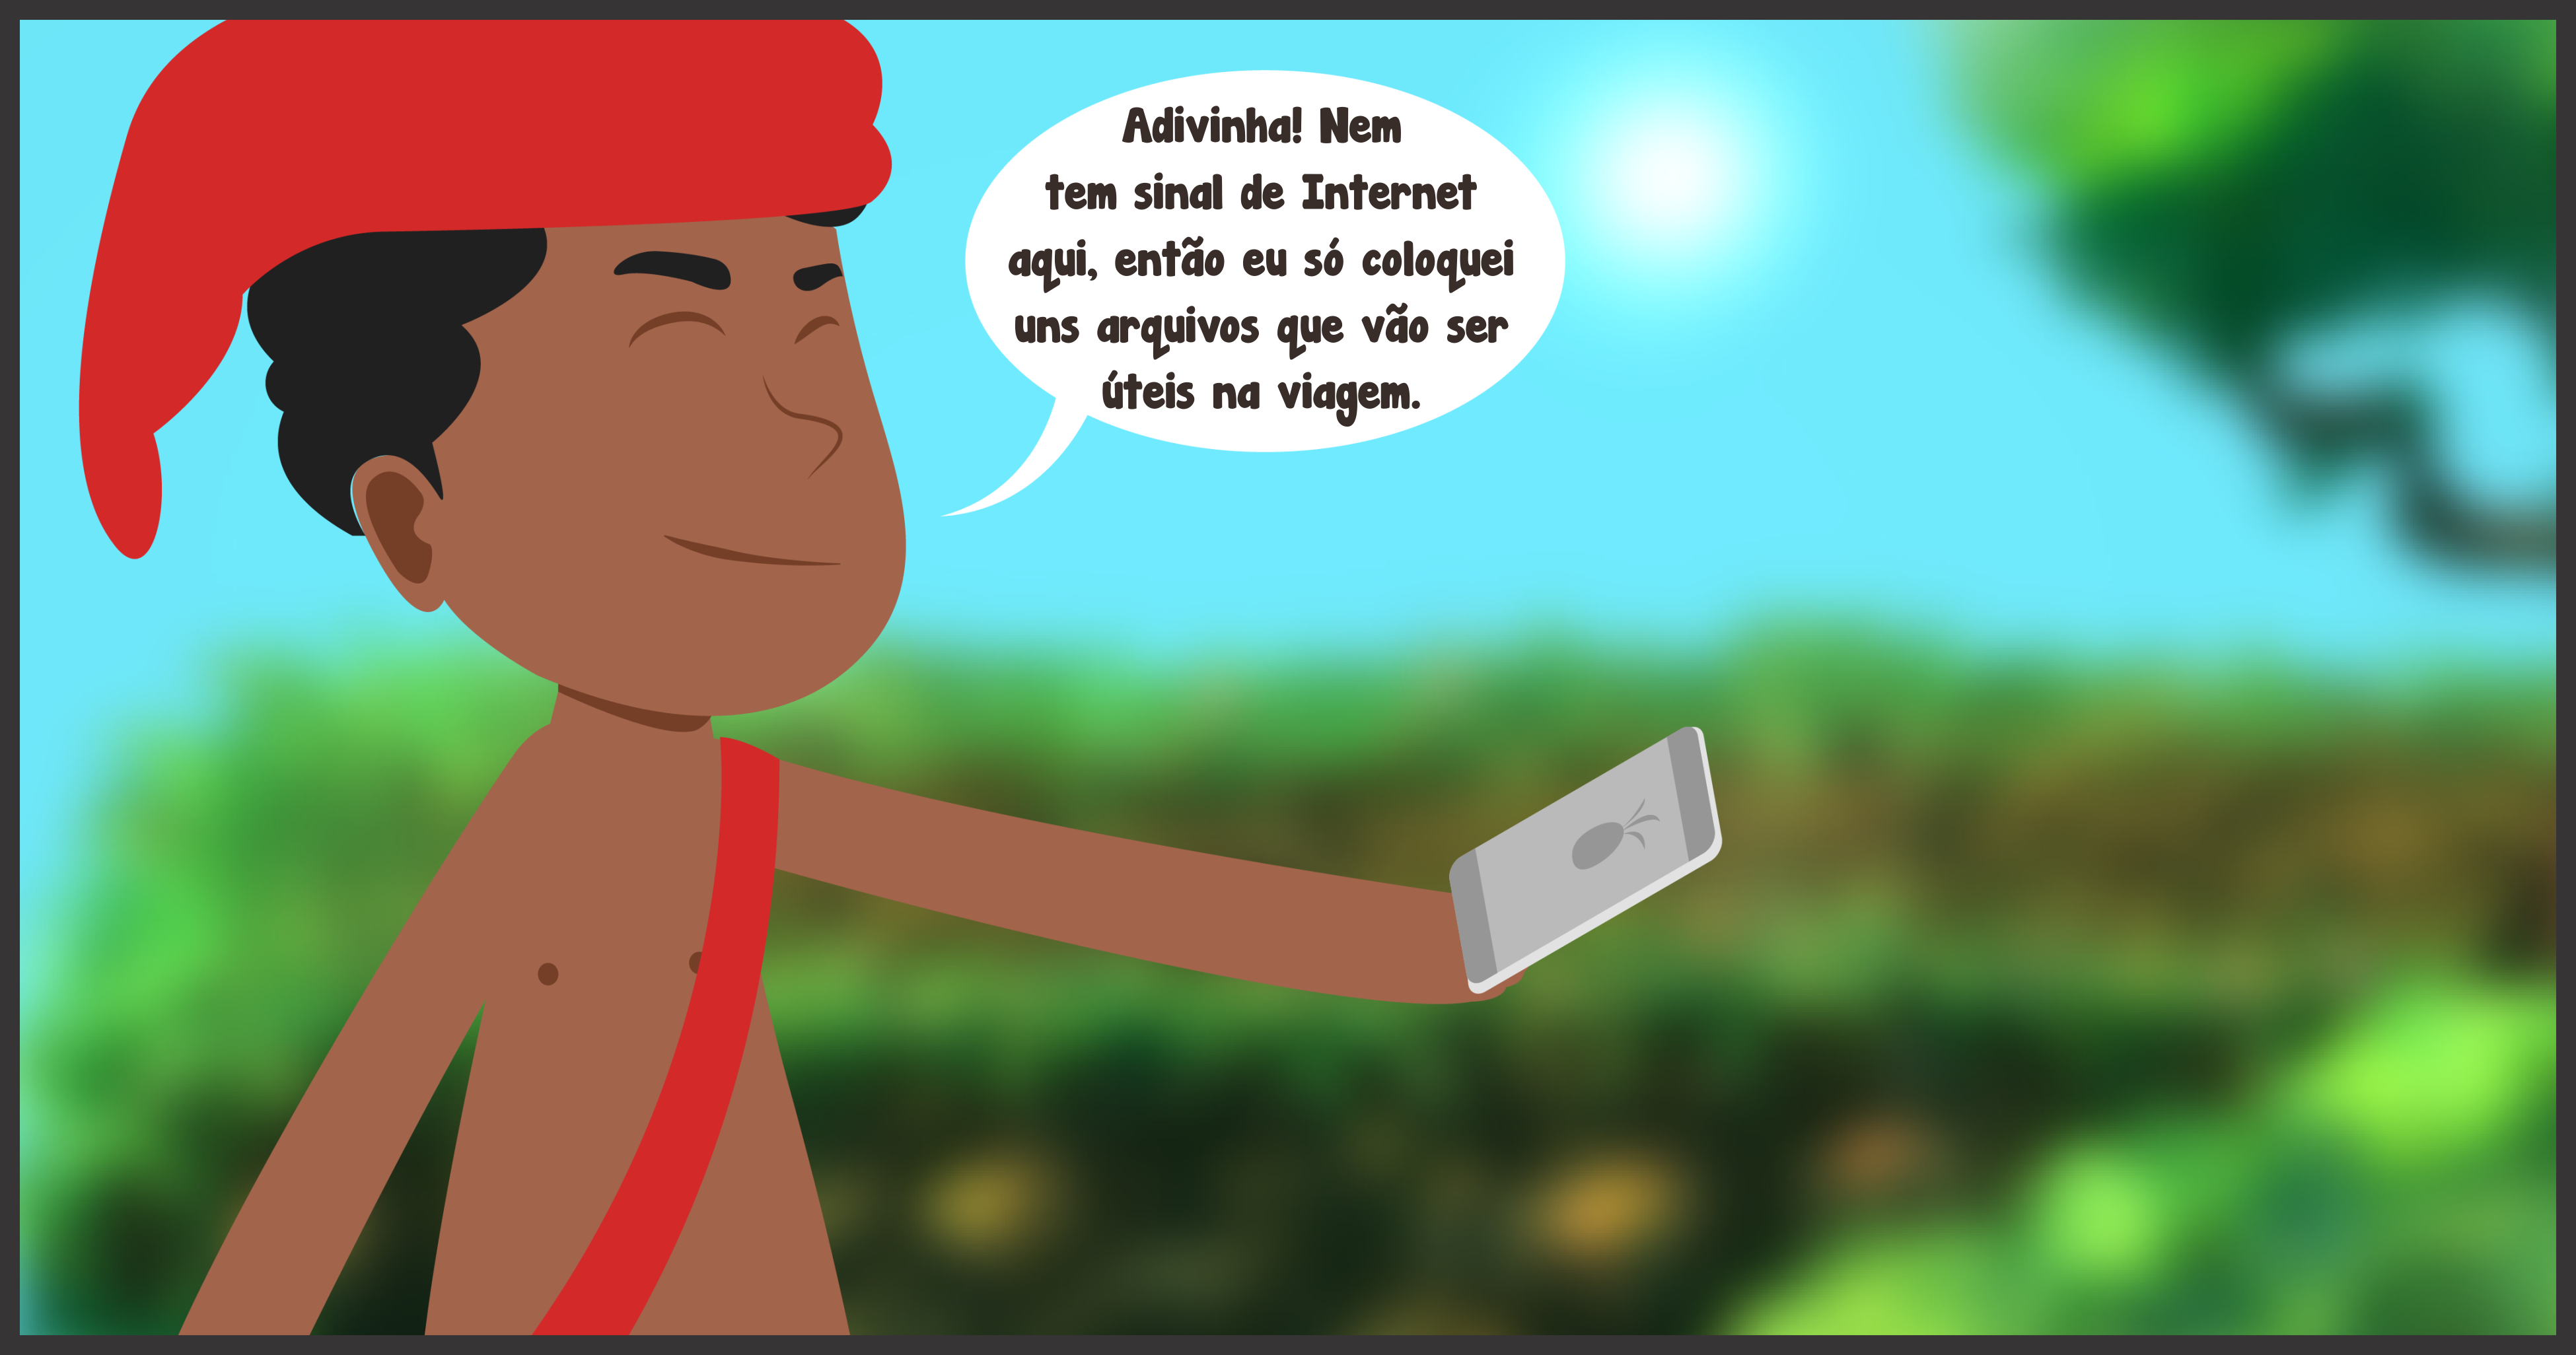 Adivinha! Nem
tem sinal de Internet
aqui, então eu só coloquei
uns arquivos que vão ser
úteis na viagem.